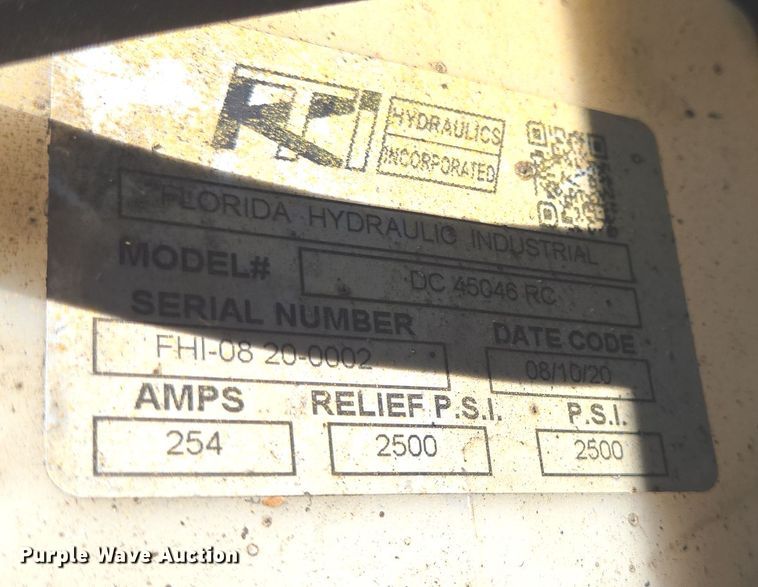 HYDRAULICS
INCORPORATED
FLORIDA HYDRAULIC INDUSTRIAL
MODEL# DC 45046 RC
SERIAL NUMBER DATE CODE
FHI-08 20-0002 08/10/20
AMPS RELIEF P.S.I. P.S.I.
254 2500 2500
Purple Wave Auction